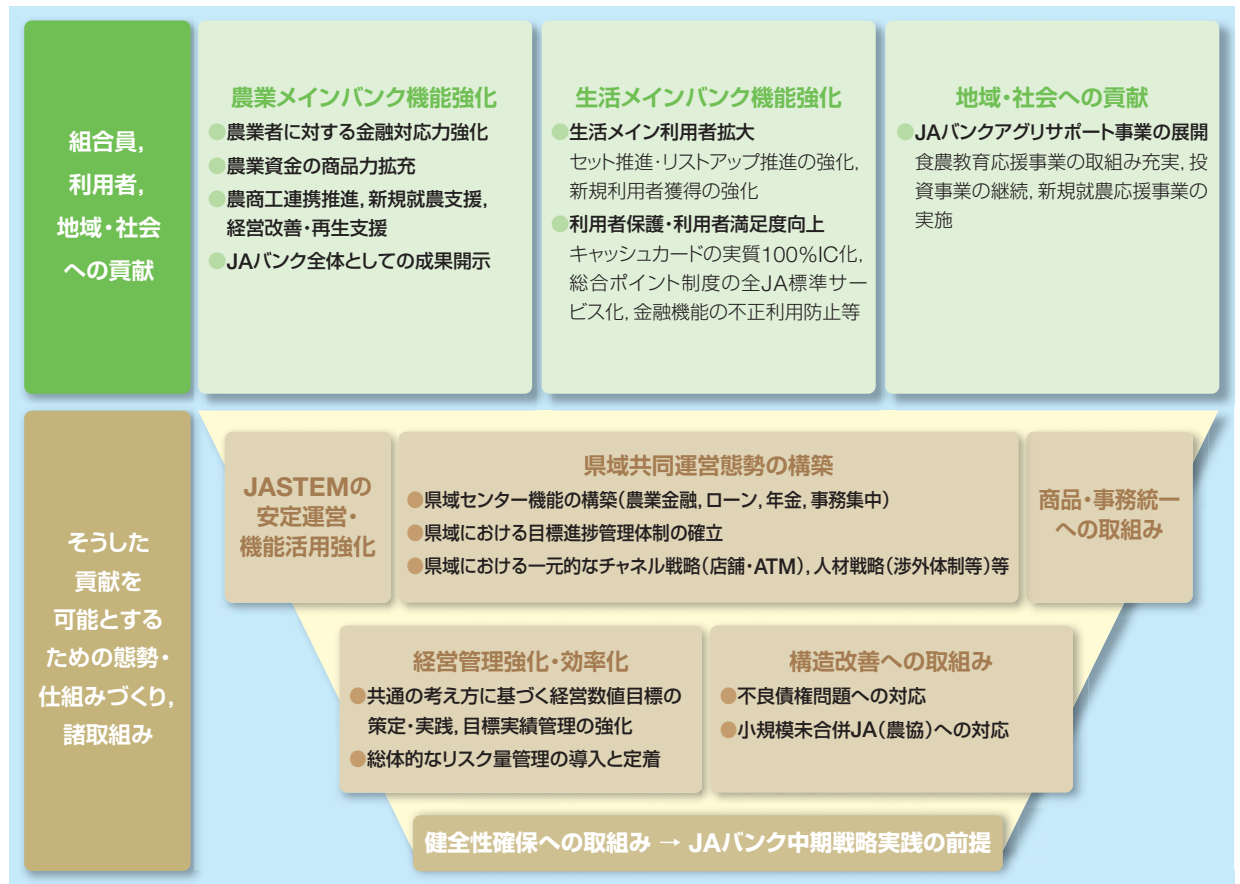 組合員,
利用者,
地域・社会
への貢献
農業メインバンク機能強化
●農業者に対する金融対応力強化
●農業資金の商品力拡充
●農商工連携推進, 新規就農支援,
経営改善・再生支援
●JAバンク全体としての成果開示
生活メインバンク機能強化
●生活メイン利用者拡大
セット推進・リストアップ推進の強化,
新規利用者獲得の強化
●利用者保護・利用者満足度向上
キャッシュカードの実質100%IC化,
総合ポイント制度の全JA標準サー
ビス化, 金融機能の不正利用防止等
地域・社会への貢献
●JAバンクアグリサポート事業の展開
食農教育応援事業の取組み充実, 投
資事業の継続, 新規就農応援事業の
実施
そうした
貢献を
可能とする
ための態勢・
仕組みづくり,
諸取組み
JASTEMの
安定運営・
機能活用強化
県域共同運営態勢の構築
●県域センター機能の構築(農業金融, ローン, 年金, 事務集中)
●県域における目標進捗管理体制の確立
●県域における一元的なチャネル戦略(店舗・ATM), 人材戦略(渉外体制等)等
商品・事務統一
への取組み
経営管理強化・効率化
●共通の考え方に基づく経営数値目標の
策定・実践, 目標実績管理の強化
●総体的なリスク量管理の導入と定着
構造改善への取組み
●不良債権問題への対応
●小規模未合併JA(農協)への対応
健全性確保への取組み → JAバンク中期戦略実践の前提